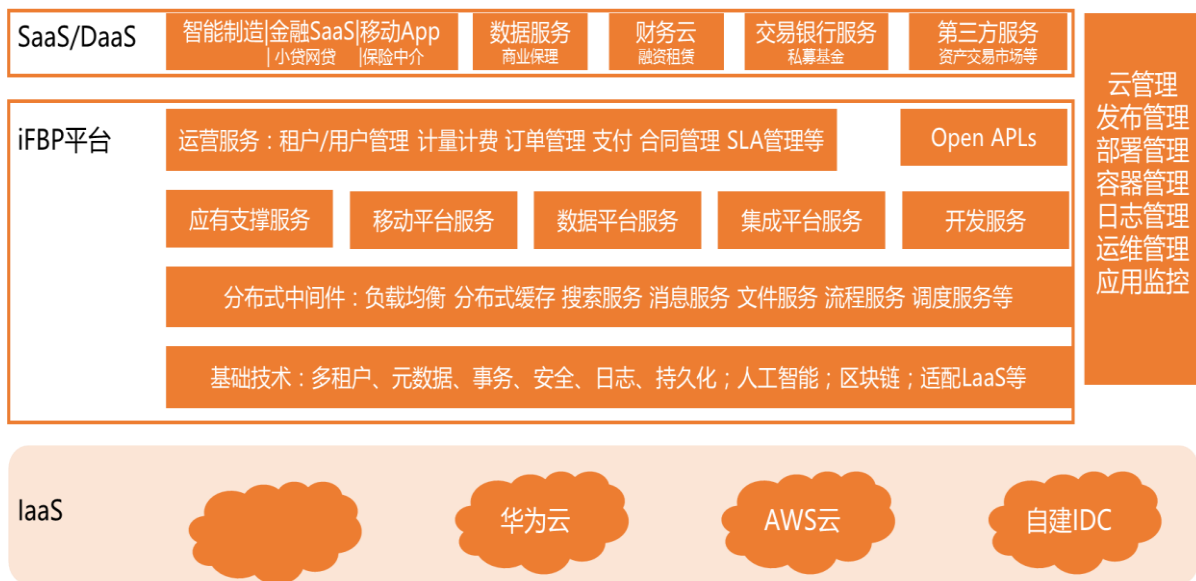 SaaS/DaaS
智能制造|金融SaaS|移动App
| 小贷网贷 |保险中介
数据服务
商业保理
财务云
融资租赁
交易银行服务
私募基金
第三方服务
资产交易市场等
iFBP平台
运营服务：租户/用户管理 计量计费 订单管理 支付 合同管理 SLA管理等
Open APLs
应有支撑服务
移动平台服务
数据平台服务
集成平台服务
开发服务
分布式中间件：负载均衡 分布式缓存 搜索服务 消息服务 文件服务 流程服务 调度服务等
基础技术：多租户、元数据、事务、安全、日志、持久化；人工智能；区块链；适配LaaS等
云管理
发布管理
部署管理
容器管理
日志管理
运维管理
应用监控
IaaS
华为云
AWS云
自建IDC